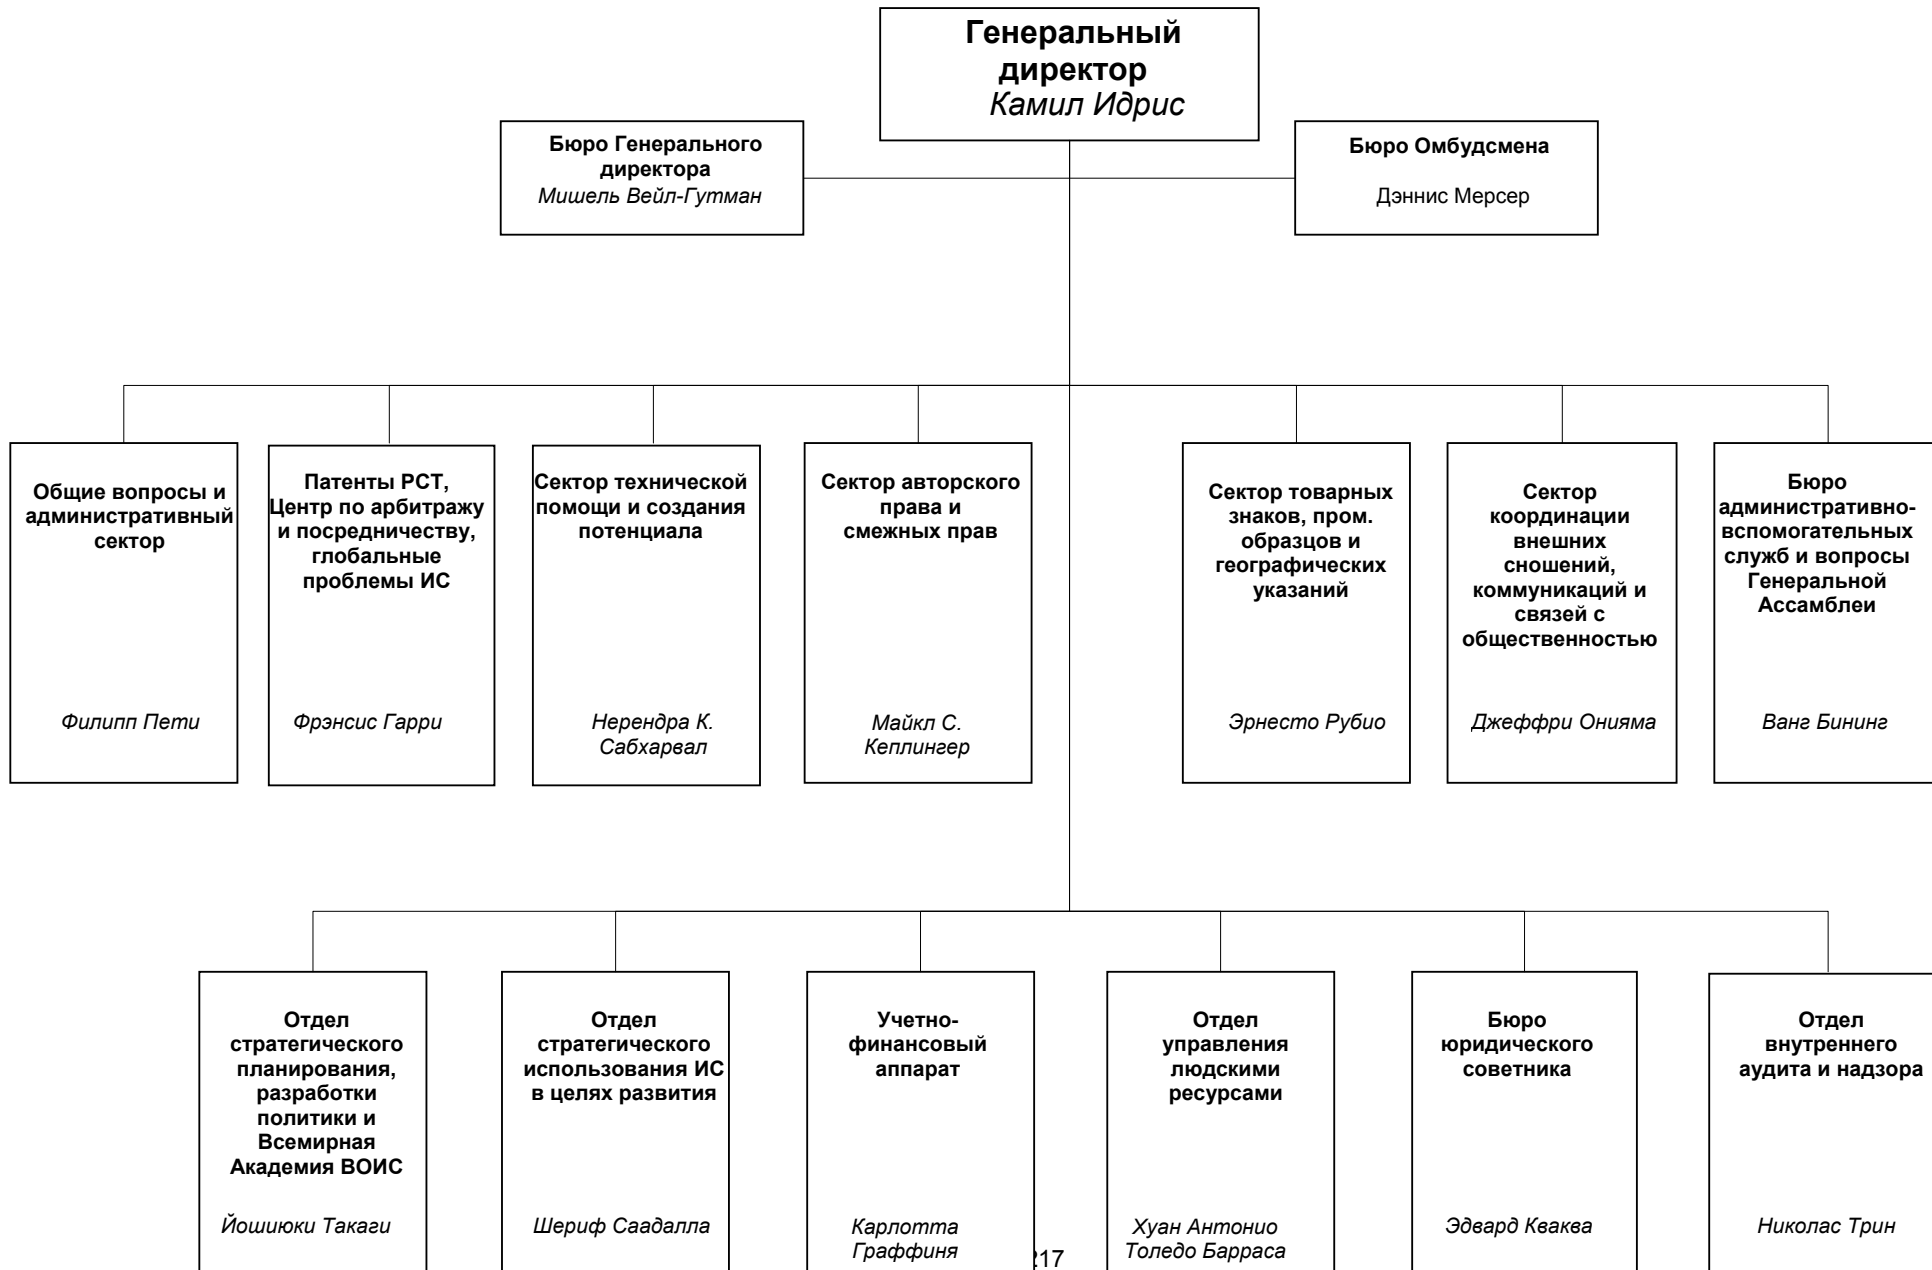 Генеральный
директор
Камил Идрис
Бюро Генерального
директора
Мишель Вейл-Гутман
Бюро Омбудсмена
Дэннис Мерсер
Общие вопросы и
административный
сектор
Филипп Пети
Патенты РСТ,
Центр по арбитражу
и посредничеству,
глобальные
проблемы ИС
Фрэнсис Гарри
Сектор технической
помощи и создания
потенциала
Нерендра К.
Сабхарвал
Сектор авторского
права и
смежных прав
Майкл С.
Кеплингер
Сектор товарных
знаков, пром.
образцов и
географических
указаний
Эрнесто Рубио
Сектор
координации
внешних
сношений,
коммуникаций и
связей с
общественностью
Джеффри Онияма
Бюро
административно-
вспомогательных
служб и вопросы
Генеральной
Ассамблеи
Ванг Бининг
Отдел
стратегического
планирования,
разработки
политики и
Всемирная
Академия ВОИС
Йошиюки Такаги
Отдел
стратегического
использования ИС
в целях развития
Шериф Саадалла
Учетно-
финансовый
аппарат
Карлотта
Граффиня
Отдел
управления
людскими
ресурсами
Хуан Антонио
Толедо Барраса
Бюро
юридического
советника
Эдвард Кваква
Отдел
внутреннего
аудита и надзора
Николас Трин
217